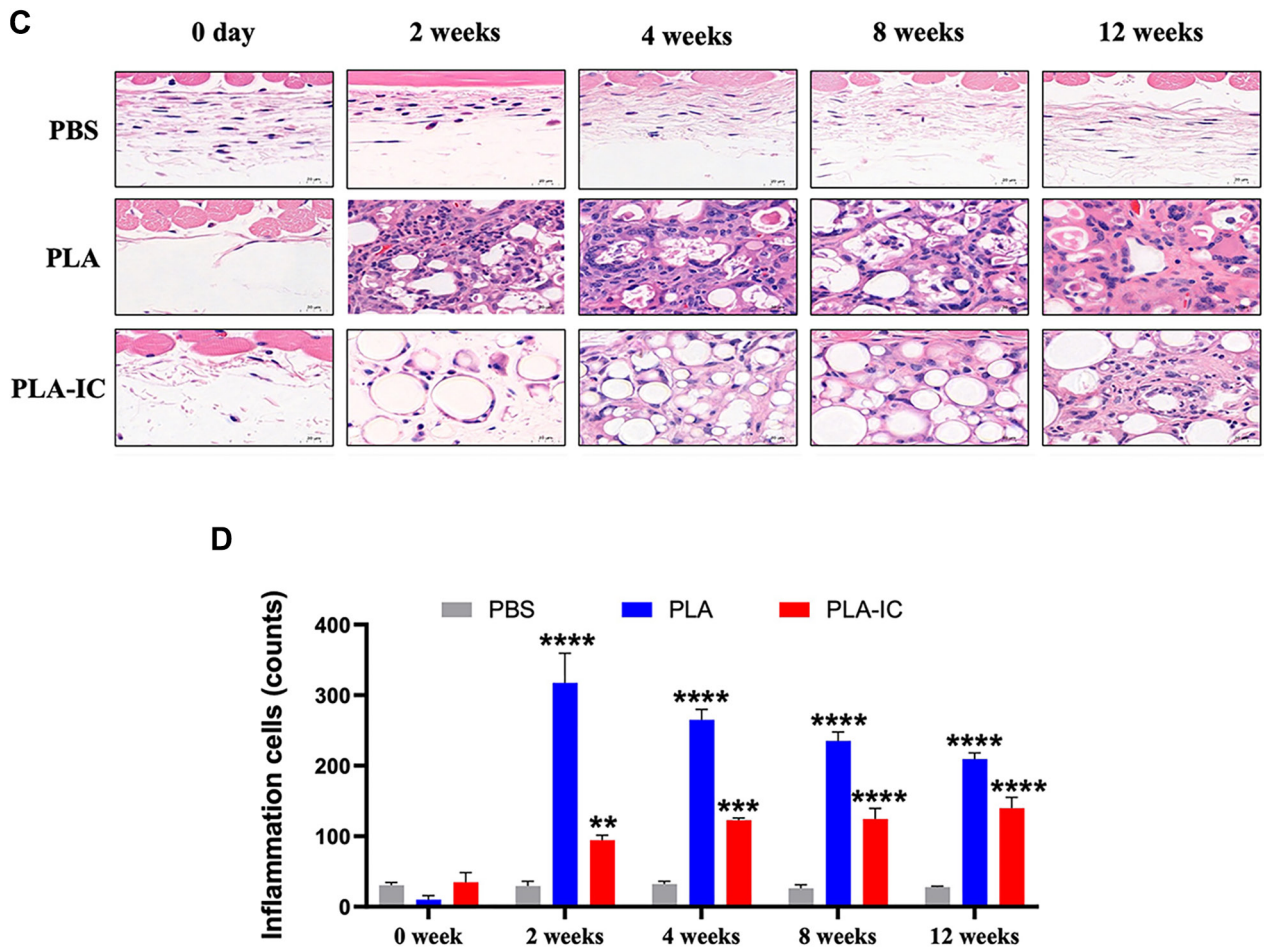 C
0 day 2 weeks 4 weeks 8 weeks 12 weeks
PBS
PLA
PLA-IC
D
PBS PLA PLA-IC
Inflammation cells (counts)
400
300
200
100
0
**** ** **** *** **** **** **** ****
0 week 2 weeks 4 weeks 8 weeks 12 weeks